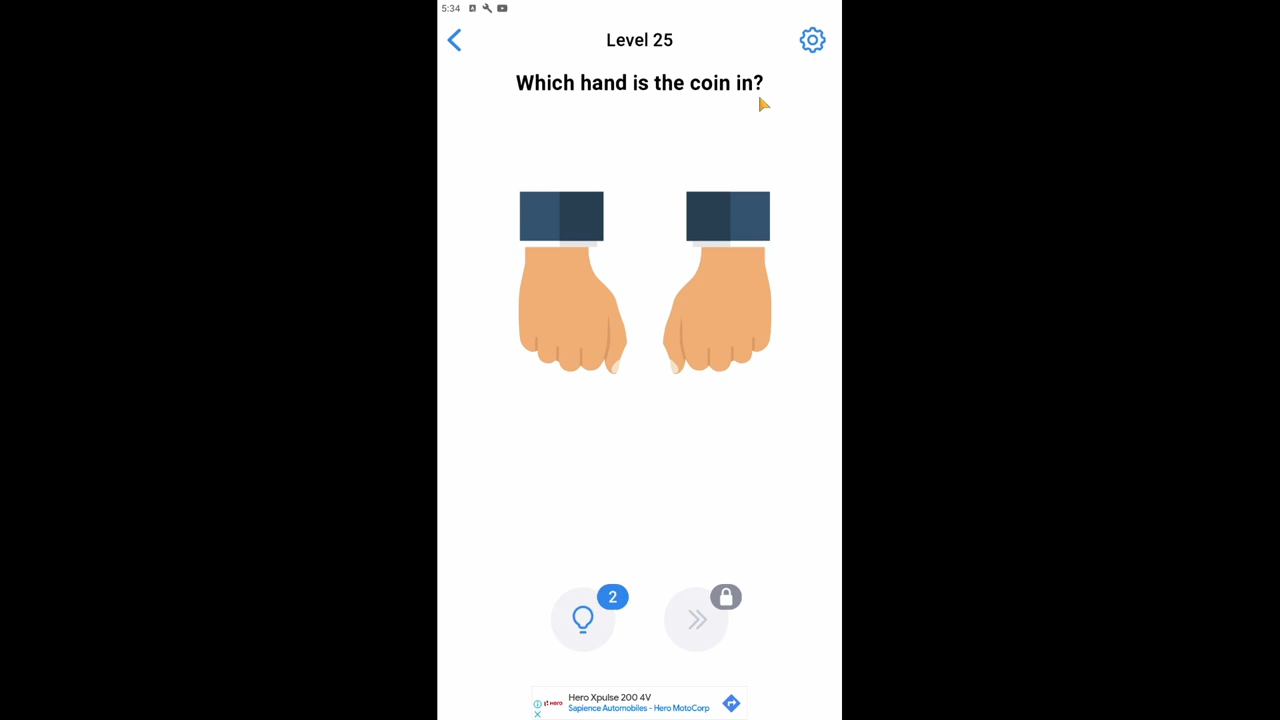 5:34
Level 25
Which hand is the coin in?
2
Hero Xpulse 200 4V
HERO
Sapience Automobiles - Hero MotoCorp